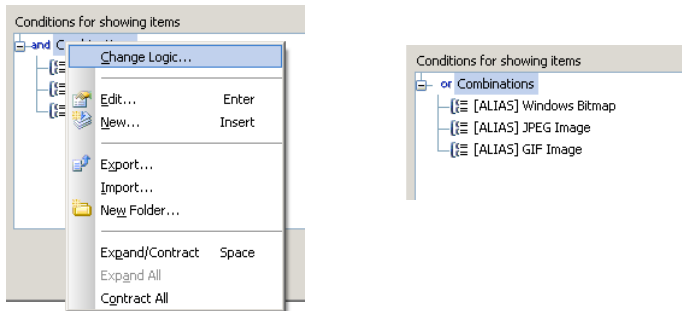 Conditions for showing items
and C
Change Logic...
Edit... Enter
New... Insert
Export...
Import...
New Folder...
Expand/Contract Space
Expand All
Contract All
Conditions for showing items
or Combinations
[ALIAS] Windows Bitmap
[ALIAS] JPEG Image
[ALIAS] GIF Image